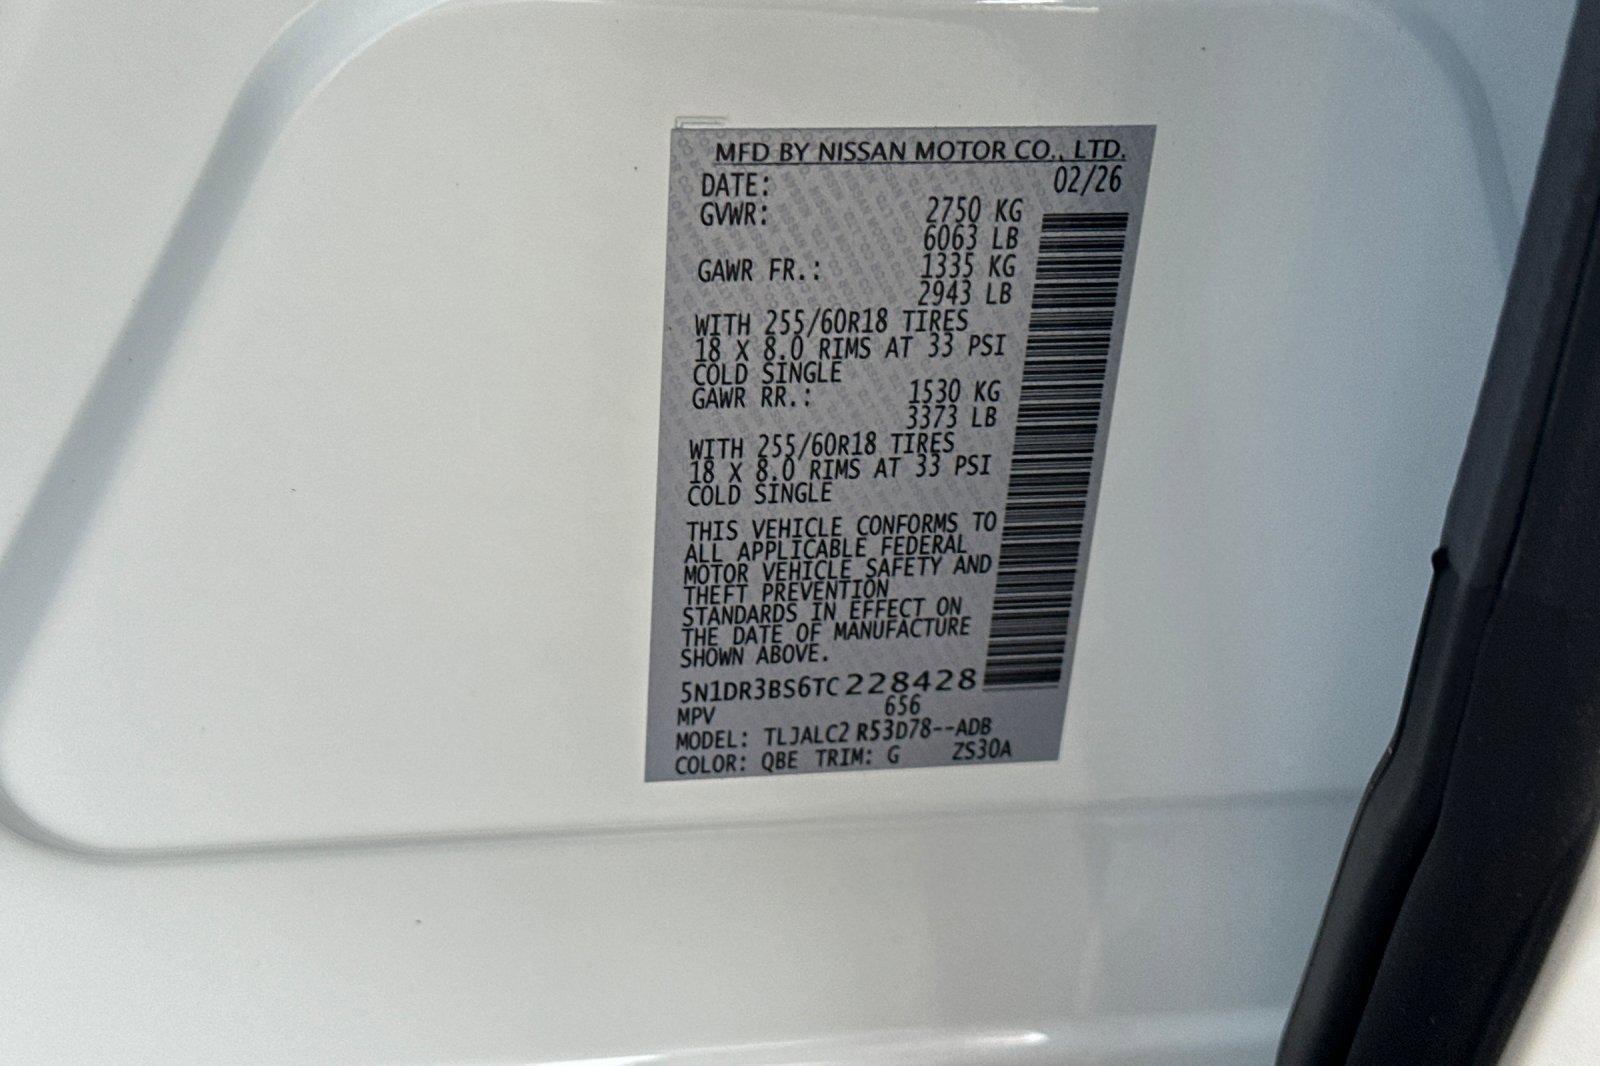 MFD BY NISSAN MOTOR CO., LTD.
DATE: 02/26
GVWR: 2750 KG
6063 LB
GAWR FR.: 1335 KG
2943 LB
WITH 255/60R18 TIRES
18 X 8.0 RIMS AT 33 PSI
COLD SINGLE
GAWR RR.: 1530 KG
3373 LB
WITH 255/60R18 TIRES
18 X 8.0 RIMS AT 33 PSI
COLD SINGLE
THIS VEHICLE CONFORMS TO
ALL APPLICABLE FEDERAL
MOTOR VEHICLE SAFETY AND
THEFT PREVENTION
STANDARDS IN EFFECT ON
THE DATE OF MANUFACTURE
SHOWN ABOVE.
5N1DR3BS6TC228428
MPV 656
MODEL: TLJALC2 R53D78--ADB
COLOR: QBE TRIM: G ZS30A